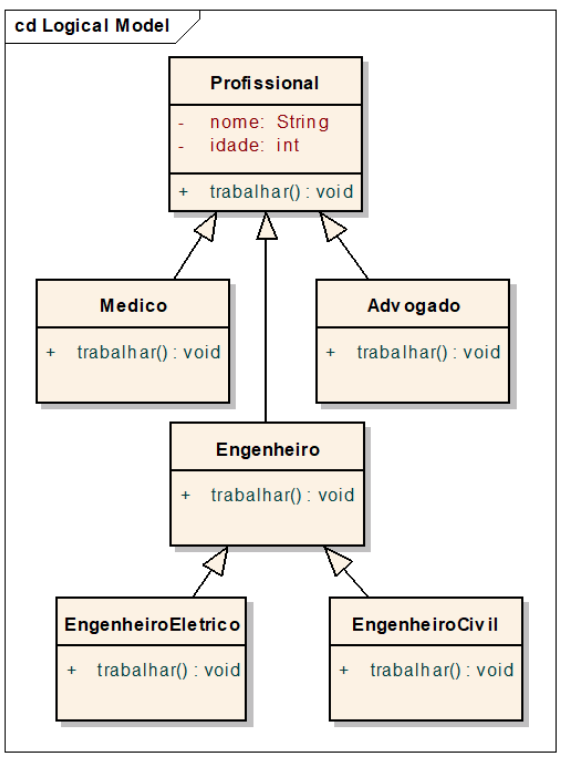 cd Logical Model
Profissional
- nome: String
- idade: int
+ trabalhar() : void
Medico
+ trabalhar() : void
Advogado
+ trabalhar() : void
Engenheiro
+ trabalhar() : void
EngenheiroEletrico
+ trabalhar() : void
EngenheiroCivil
+ trabalhar() : void